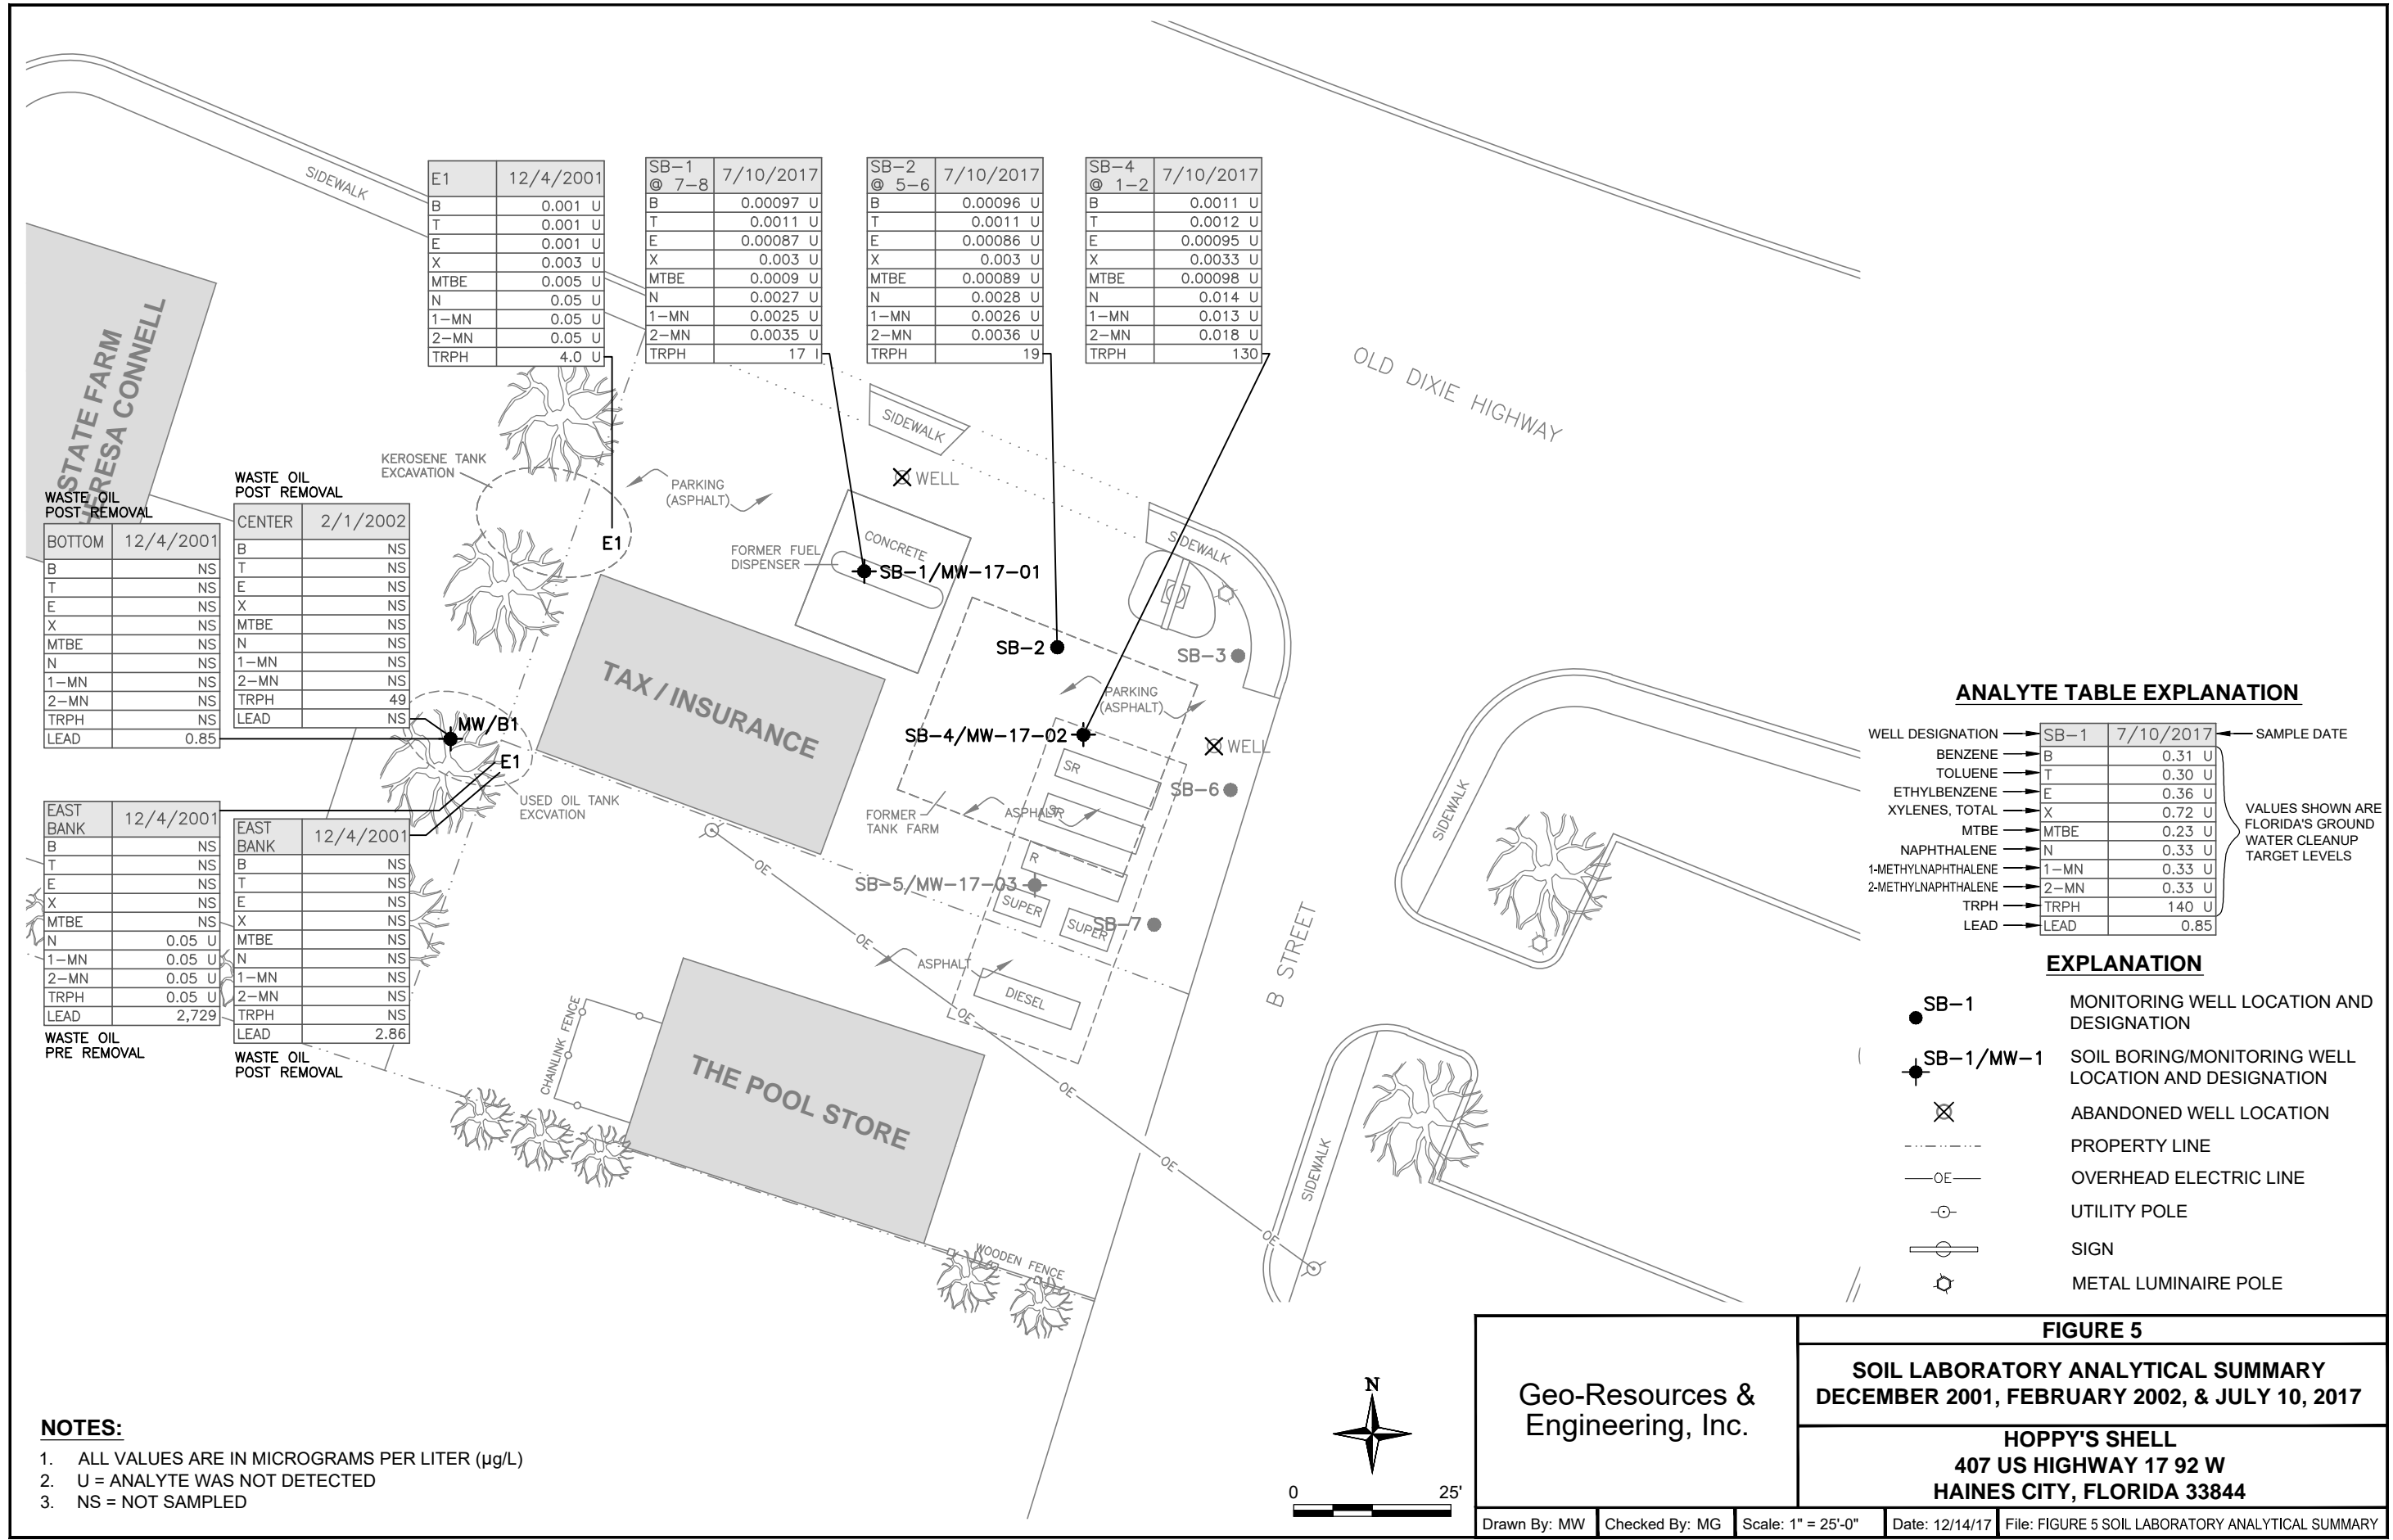 SIDEWALK
E1 12/4/2001
B 0.001 U
T 0.001 U
E 0.001 U
X 0.003 U
MTBE 0.005 U
N 0.05 U
1-MN 0.05 U
2-MN 0.05 U
TRPH 4.0 U
SB-1 @ 7-8 7/10/2017
B 0.00097 U
T 0.0011 U
E 0.00087 U
X 0.003 U
MTBE 0.0009 U
N 0.0027 U
1-MN 0.0025 U
2-MN 0.0035 U
TRPH 17 I
SB-2 @ 5-6 7/10/2017
B 0.00096 U
T 0.0011 U
E 0.00086 U
X 0.003 U
MTBE 0.00089 U
N 0.0028 U
1-MN 0.0026 U
2-MN 0.0036 U
TRPH 19
SB-4 @ 1-2 7/10/2017
B 0.0011 U
T 0.0012 U
E 0.00095 U
X 0.0033 U
MTBE 0.00098 U
N 0.014 U
1-MN 0.013 U
2-MN 0.018 U
TRPH 130
OLD DIXIE HIGHWAY
STATE FARM
HERESA CONNELL
SIDEWALK
KEROSENE TANK
EXCAVATION
PARKING
(ASPHALT)
WELL
E1
FORMER FUEL
DISPENSER
CONCRETE
SB-1/MW-17-01
SIDEWALK
WASTE OIL
POST REMOVAL
BOTTOM 12/4/2001
B NS
T NS
E NS
X NS
MTBE NS
N NS
1-MN NS
2-MN NS
TRPH NS
LEAD 0.85
WASTE OIL
POST REMOVAL
CENTER 2/1/2002
B NS
T NS
E NS
X NS
MTBE NS
N NS
1-MN NS
2-MN NS
TRPH 49
LEAD NS
MW/B1
E1
USED OIL TANK
EXCVATION
TAX / INSURANCE
SB-2
SB-3
PARKING
(ASPHALT)
SB-4/MW-17-02
WELL
SR
SB-6
FORMER
TANK FARM
ASPHALT
SR
R
SB-5/MW-17-03
SUPER
SUPER
SB-7
ASPHALT
DIESEL
OE
OE
OE
OE
OE
OE
B STREET
EAST BANK 12/4/2001
B NS
T NS
E NS
X NS
MTBE NS
N 0.05 U
1-MN 0.05 U
2-MN 0.05 U
TRPH 0.05 U
LEAD 2,729
WASTE OIL
PRE REMOVAL
EAST BANK 12/4/2001
B NS
T NS
E NS
X NS
MTBE NS
N NS
1-MN NS
2-MN NS
TRPH NS
LEAD 2.86
WASTE OIL
POST REMOVAL
CHAINLINK FENCE
THE POOL STORE
WOODEN FENCE
SIDEWALK
SIDEWALK
ANALYTE TABLE EXPLANATION
WELL DESIGNATION SB-1 7/10/2017 SAMPLE DATE
BENZENE B 0.31 U
TOLUENE T 0.30 U
ETHYLBENZENE E 0.36 U
XYLENES, TOTAL X 0.72 U
MTBE MTBE 0.23 U
NAPHTHALENE N 0.33 U
1-METHYLNAPHTHALENE 1-MN 0.33 U
2-METHYLNAPHTHALENE 2-MN 0.33 U
TRPH TRPH 140 U
LEAD LEAD 0.85
VALUES SHOWN ARE
FLORIDA'S GROUND
WATER CLEANUP
TARGET LEVELS
EXPLANATION
SB-1 MONITORING WELL LOCATION AND
DESIGNATION
SB-1/MW-1 SOIL BORING/MONITORING WELL
LOCATION AND DESIGNATION
ABANDONED WELL LOCATION
PROPERTY LINE
OE OVERHEAD ELECTRIC LINE
UTILITY POLE
SIGN
METAL LUMINAIRE POLE
NOTES:
1. ALL VALUES ARE IN MICROGRAMS PER LITER (µg/L)
2. U = ANALYTE WAS NOT DETECTED
3. NS = NOT SAMPLED
N
0 25'
Geo-Resources &
Engineering, Inc.
FIGURE 5
SOIL LABORATORY ANALYTICAL SUMMARY
DECEMBER 2001, FEBRUARY 2002, & JULY 10, 2017
HOPPY'S SHELL
407 US HIGHWAY 17 92 W
HAINES CITY, FLORIDA 33844
Drawn By: MW Checked By: MG Scale: 1" = 25'-0" Date: 12/14/17 File: FIGURE 5 SOIL LABORATORY ANALYTICAL SUMMARY